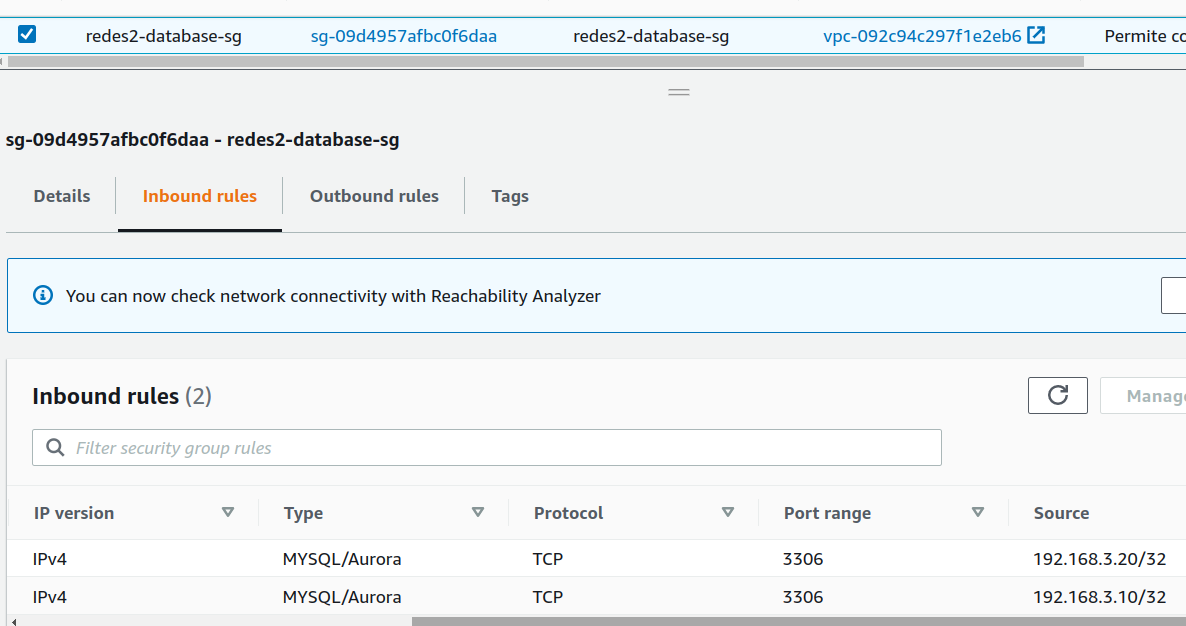 redes2-database-sg sg-09d4957afbc0f6daa redes2-database-sg vpc-092c94c297f1e2eb6 Permite co
sg-09d4957afbc0f6daa - redes2-database-sg
Details Inbound rules Outbound rules Tags
You can now check network connectivity with Reachability Analyzer
Inbound rules (2)
Manage
Filter security group rules
IP version Type Protocol Port range Source
IPv4 MYSQL/Aurora TCP 3306 192.168.3.20/32
IPv4 MYSQL/Aurora TCP 3306 192.168.3.10/32